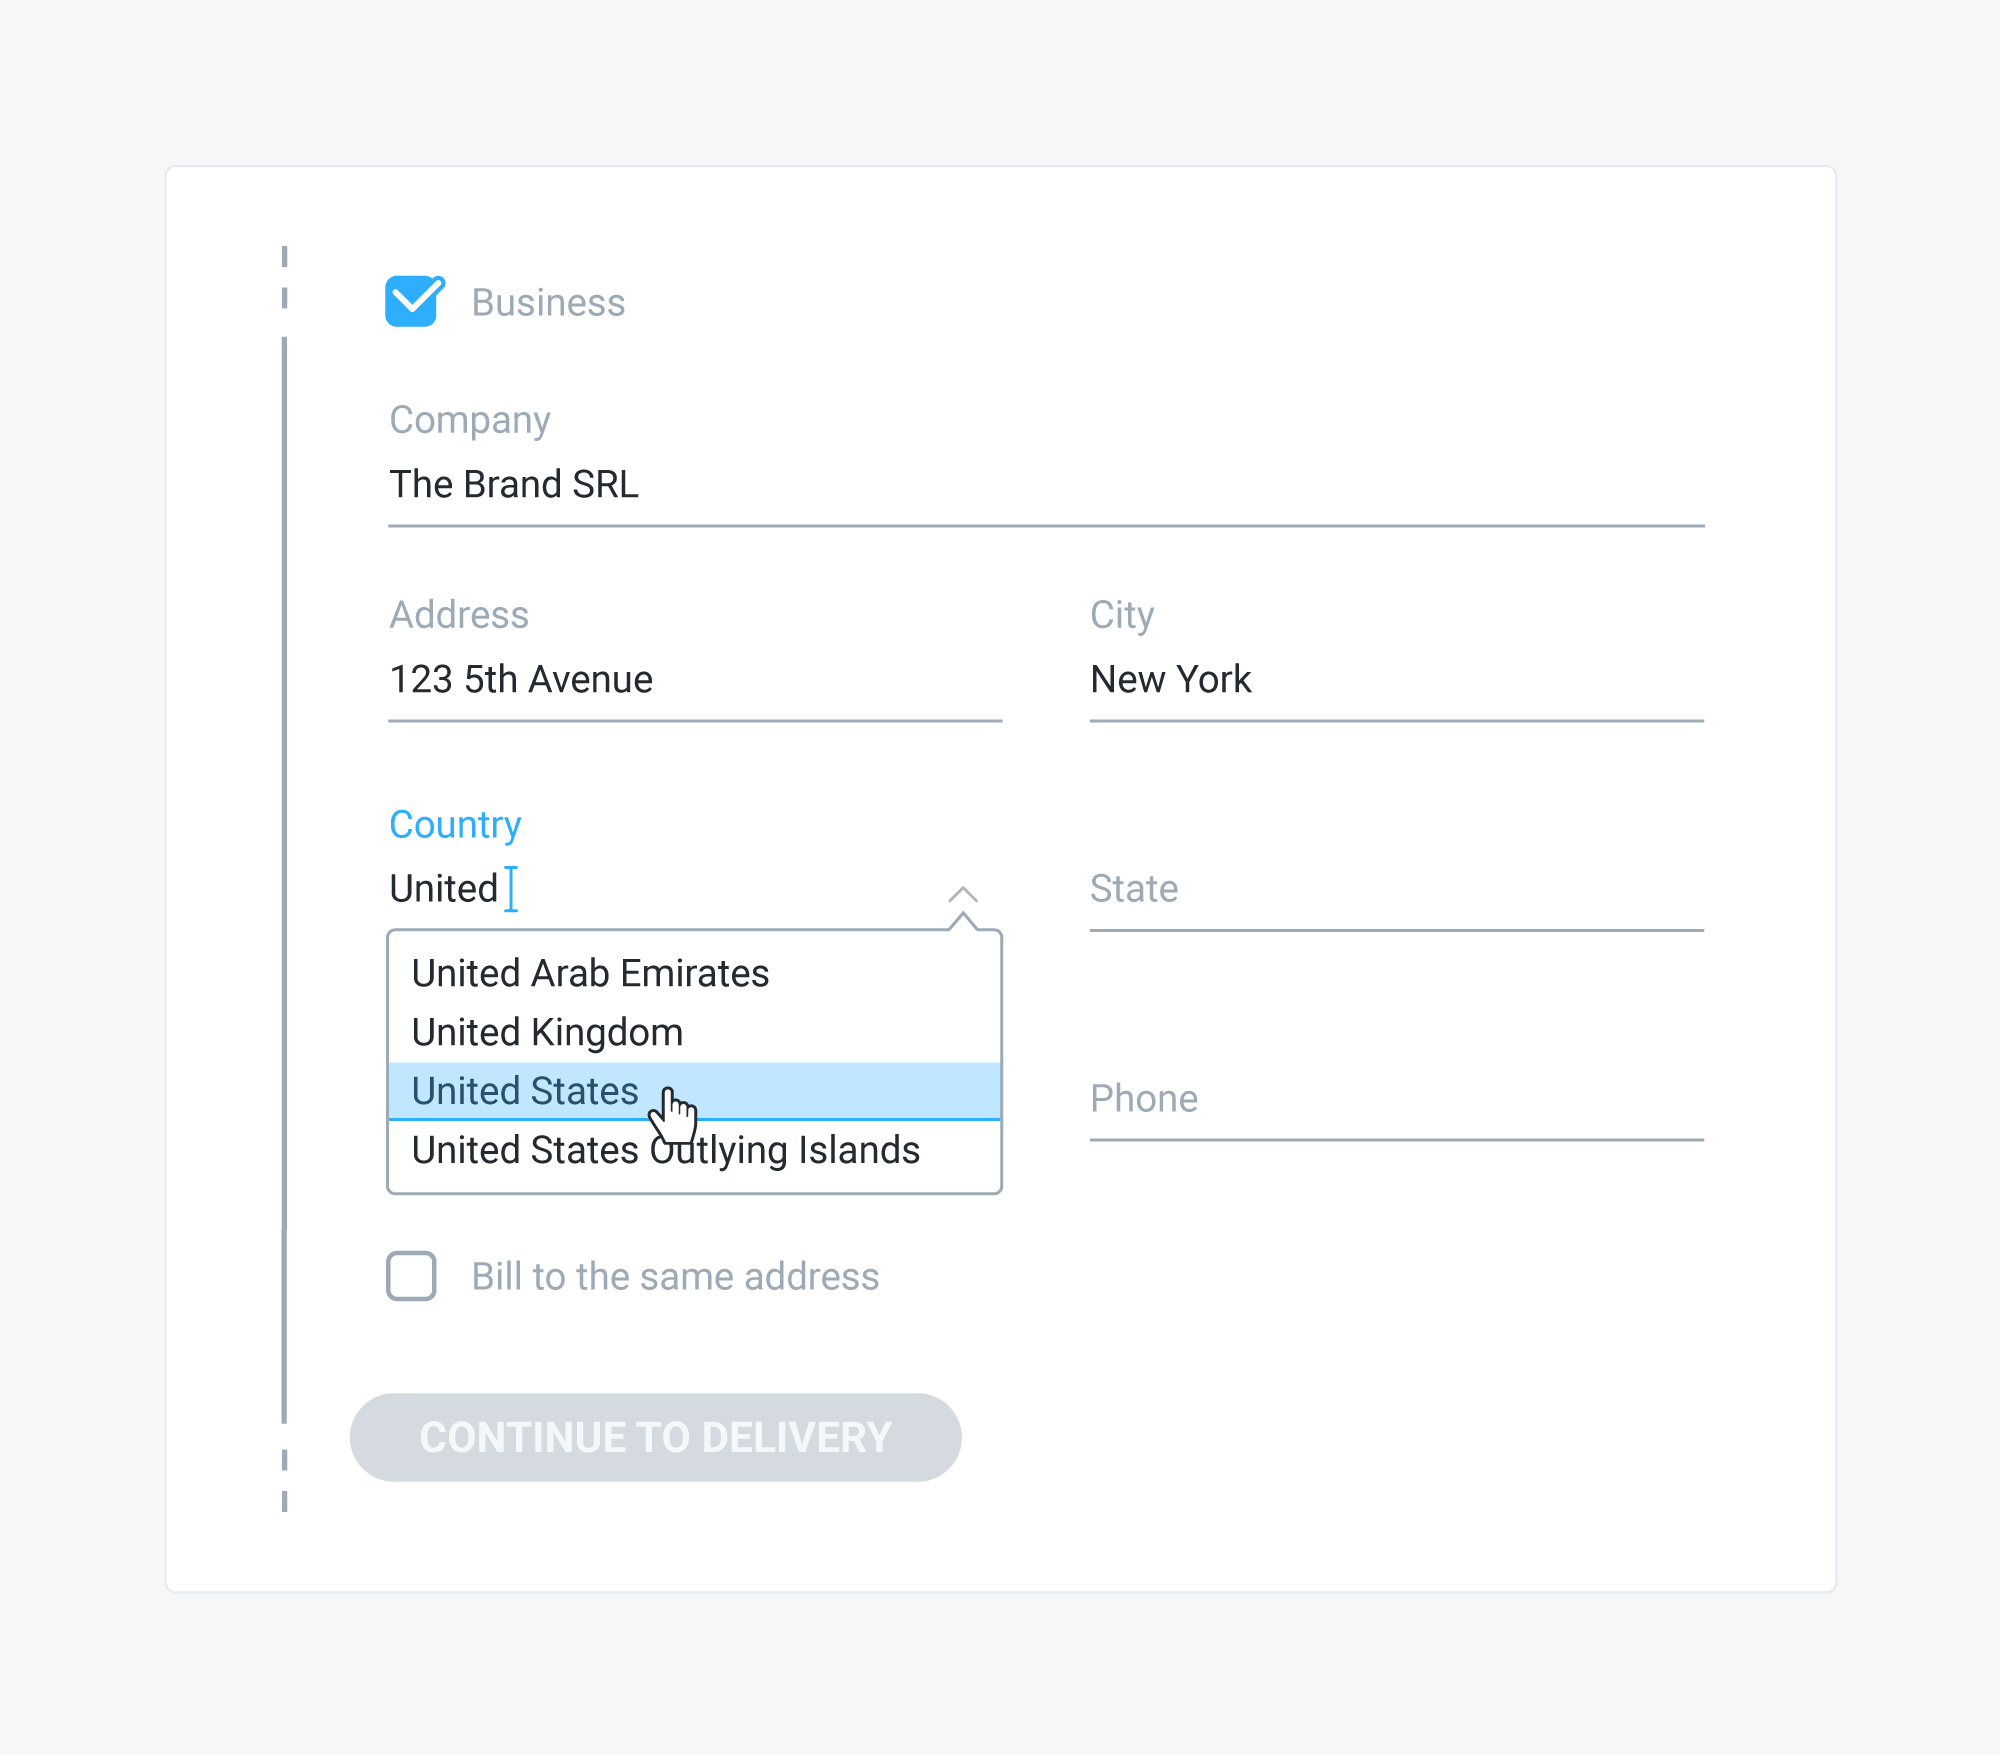 Business
Company
The Brand SRL
Address
123 5th Avenue
City
New York
Country
United
State
United Arab Emirates
United Kingdom
United States
United States Outlying Islands
Phone
Bill to the same address
CONTINUE TO DELIVERY